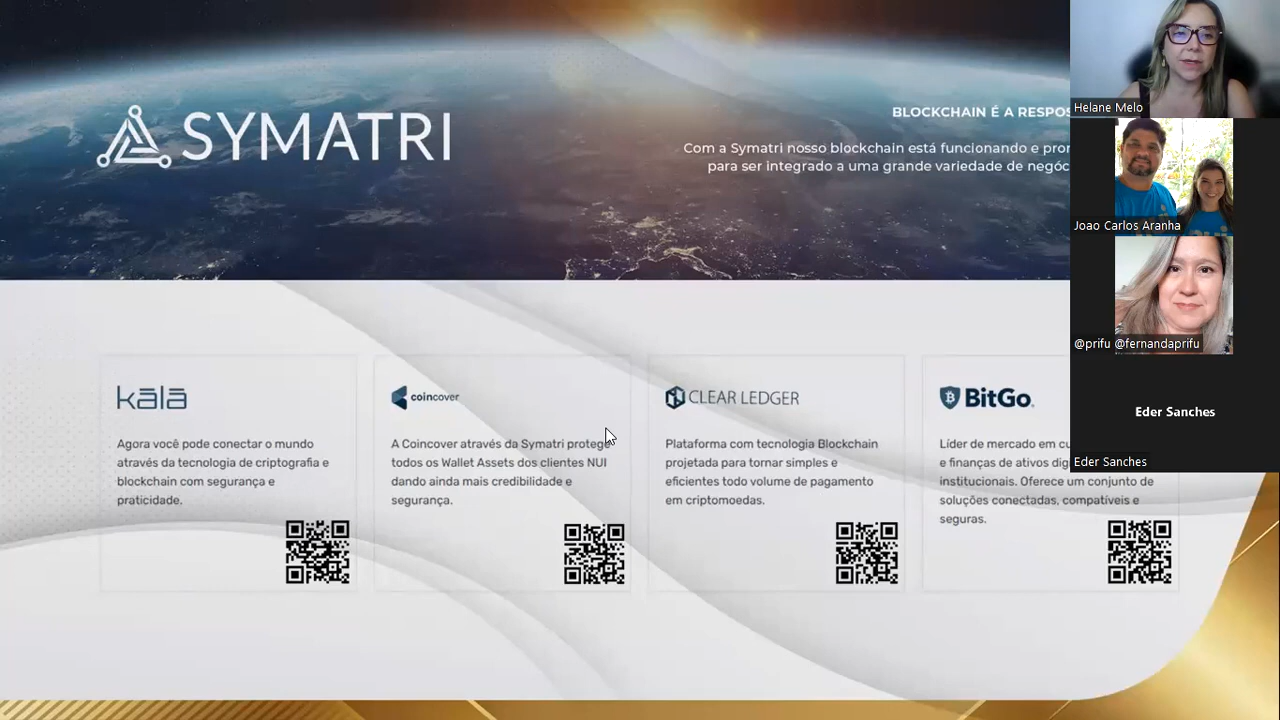 SYMATRI
BLOCKCHAIN É A
Com a Symatri nosso blockchain está funcionando e
para ser integrado a uma grande variedade de
kālā
Agora você pode conectar o mundo
através da tecnologia de criptografia e
blockchain com segurança e
praticidade.
coincover
A Coincover através da Symatri protege
todos os Wallet Assets dos clientes NUI
dando ainda mais credibilidade e
segurança.
CLEAR LEDGER
Plataforma com tecnologia Blockchain
projetada para tornar simples e
eficientes todo volume de pagamento
em criptomoedas.
BitGo
Líder de mercado em
e finanças de ativos
institucionais. Oferece um conjunto de
soluções conectadas, compatíveis e
seguras.
Helane Melo
Joao Carlos Aranha
@prifu @fernandaprifu
Eder Sanches
Eder Sanches